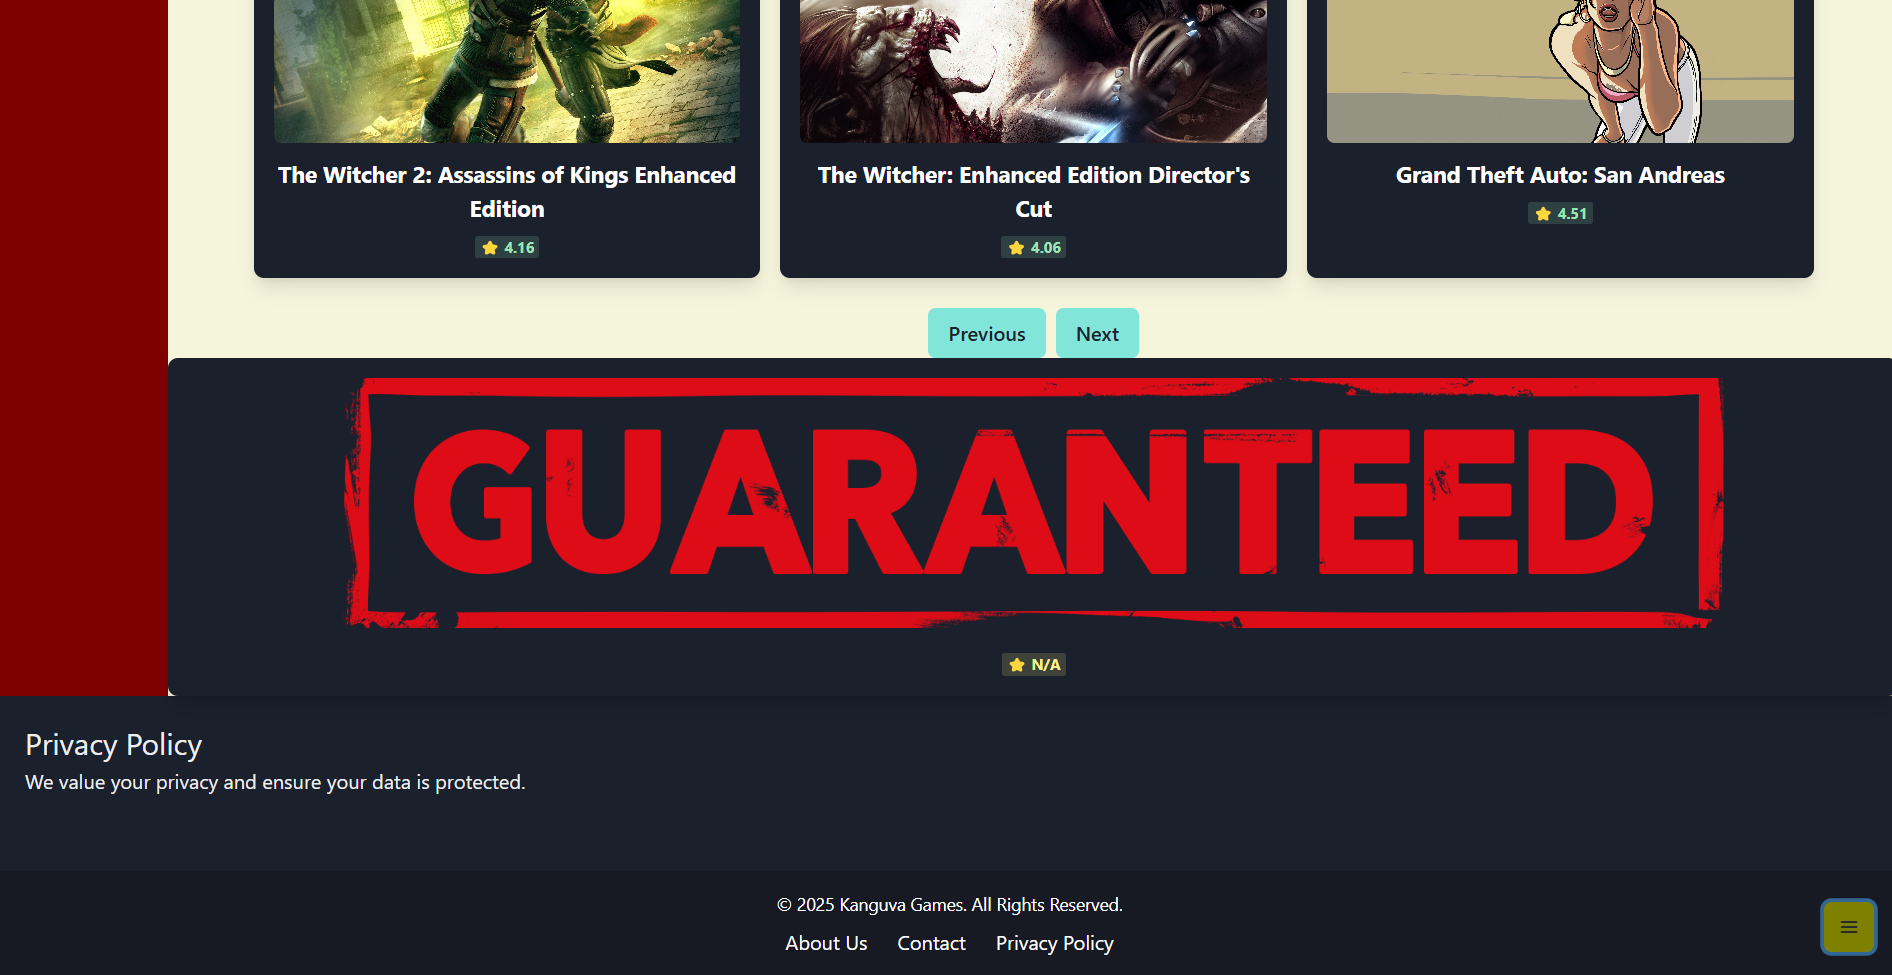 The Witcher 2: Assassins of Kings Enhanced
Edition
4.16
The Witcher: Enhanced Edition Director's
Cut
4.06
Grand Theft Auto: San Andreas
4.51
Previous
Next
GUARANTEED
N/A
Privacy Policy
We value your privacy and ensure your data is protected.
© 2025 Kanguva Games. All Rights Reserved.
About Us
Contact
Privacy Policy